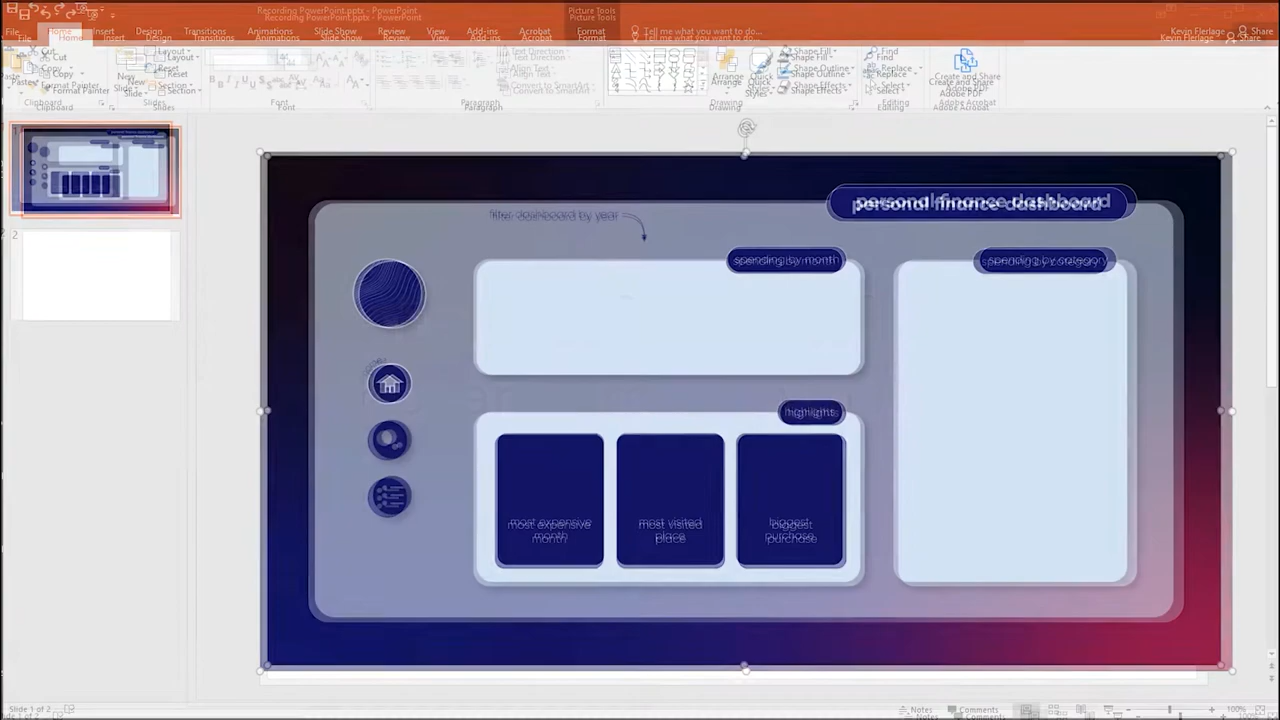 Recording PowerPoint.pptx - PowerPoint
Picture Tools
File Home Insert Design Transitions Animations Slide Show Review View Add-ins Acrobat Format Tell me what you want to do... Kevin Flerlage Share
Paste
Cut
Copy
Format Painter
Clipboard
New Slide
Layout
Reset
Section
Slides
B I U S
Font
Text Direction
Align Text
Convert to SmartArt
Paragraph
Arrange
Quick Styles
Shape Fill
Shape Outline
Shape Effects
Drawing
Find
Replace
Select
Editing
Create and Share
Adobe PDF
Adobe Acrobat
1
2
personal finance dashboard
filter dashboard by year
spending by month
spending by category
highlights
most expensive
month
most visited
place
biggest
purchase
Slide 1 of 2
Notes
Comments
100%